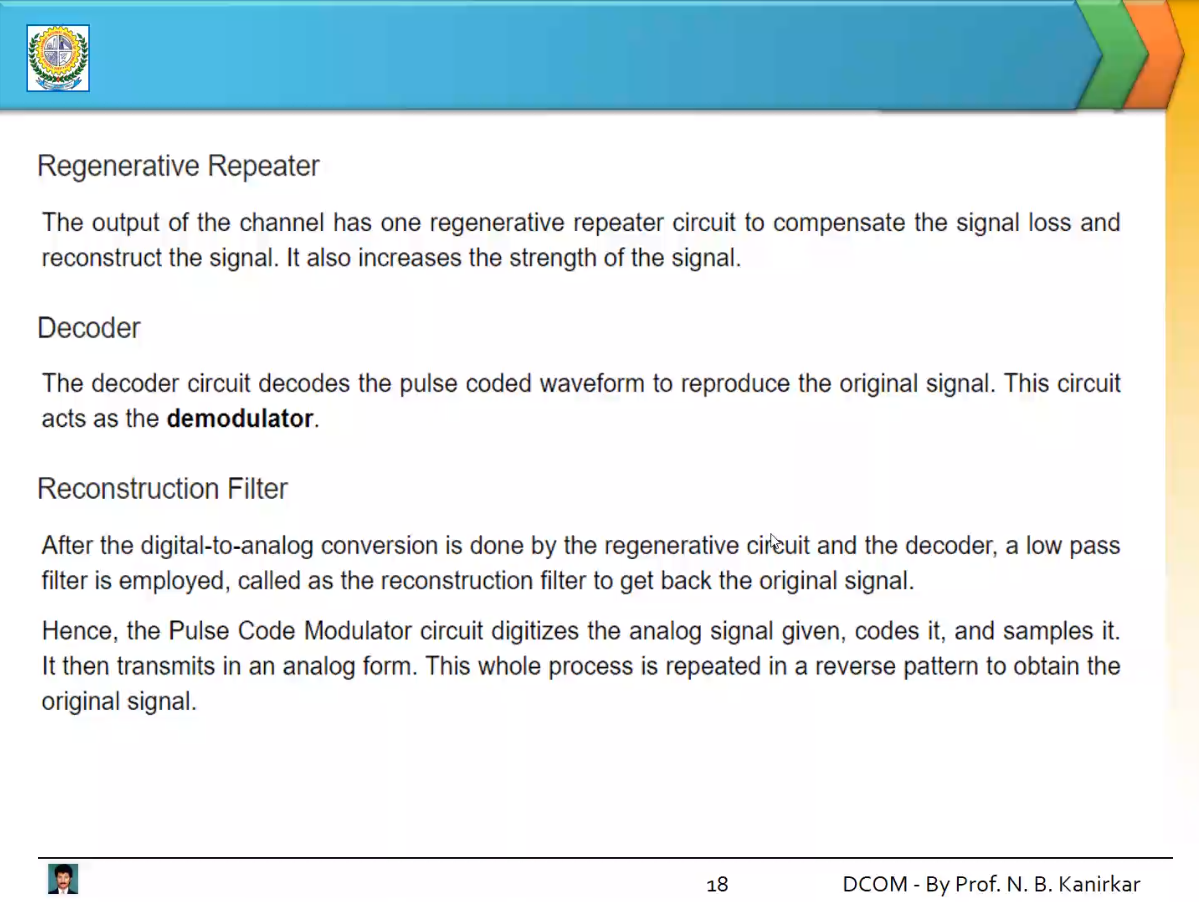 Regenerative Repeater
The output of the channel has one regenerative repeater circuit to compensate the signal loss and
reconstruct the signal. It also increases the strength of the signal.
Decoder
The decoder circuit decodes the pulse coded waveform to reproduce the original signal. This circuit
acts as the demodulator.
Reconstruction Filter
After the digital-to-analog conversion is done by the regenerative circuit and the decoder, a low pass
filter is employed, called as the reconstruction filter to get back the original signal.
Hence, the Pulse Code Modulator circuit digitizes the analog signal given, codes it, and samples it.
It then transmits in an analog form. This whole process is repeated in a reverse pattern to obtain the
original signal.
18
DCOM - By Prof. N. B. Kanirkar